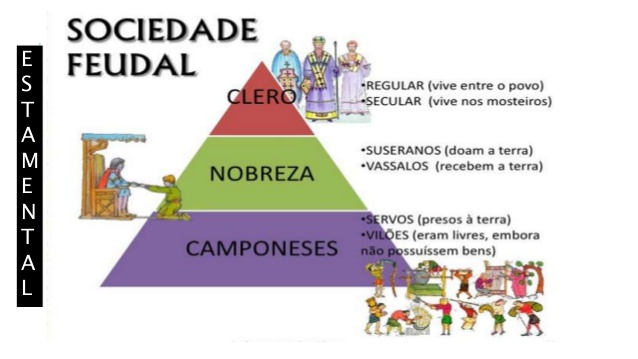 SOCIEDADE
FEUDAL
ESTAMENTAL
CLERO
•REGULAR (vive entre o povo)
•SECULAR (vive nos mosteiros)
NOBREZA
•SUSERANOS (doam a terra)
•VASSALOS (recebem a terra)
CAMPONESES
•SERVOS (presos à terra)
•VILÕES (eram livres, embora
não possuíssem bens)